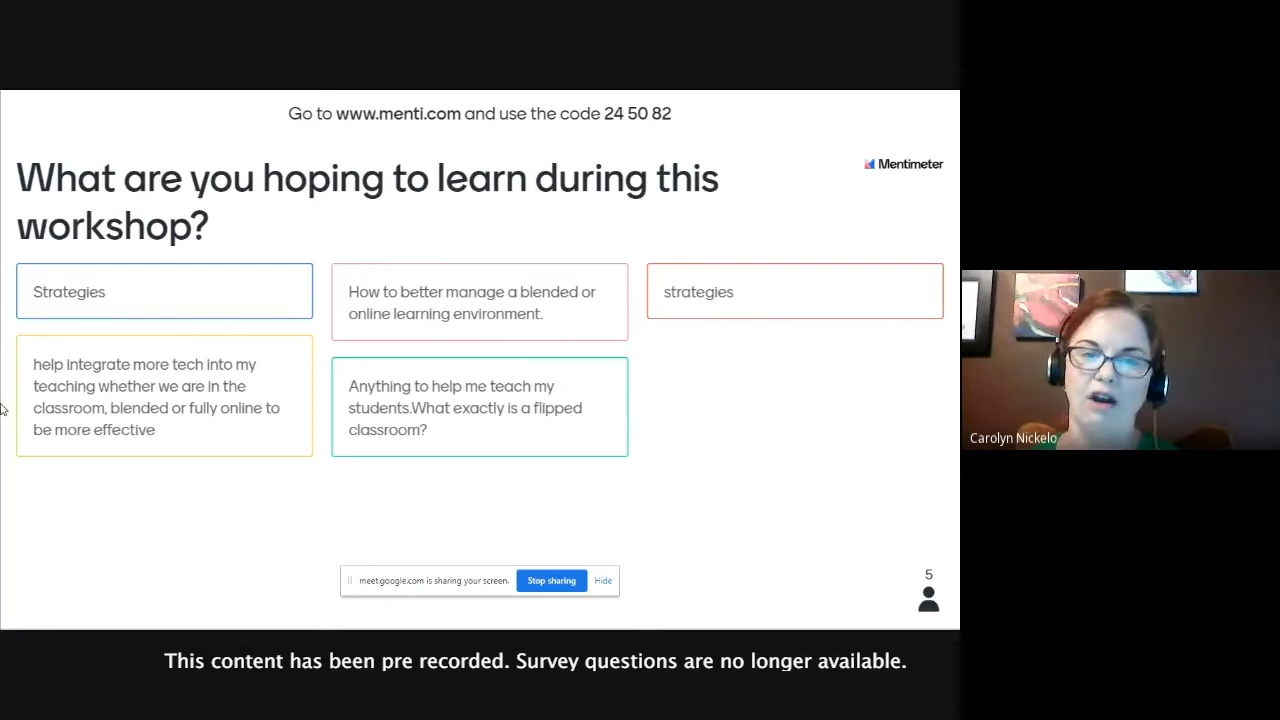 Go to www.menti.com and use the code 24 50 82
What are you hoping to learn during this
workshop?
Mentimeter
Strategies
How to better manage a blended or
online learning environment.
strategies
help integrate more tech into my
teaching whether we are in the
classroom, blended or fully online to
be more effective
Anything to help me teach my
students.What exactly is a flipped
classroom?
Carolyn Nickelo
meet.google.com is sharing your screen.
Stop sharing
Hide
5
This content has been pre recorded. Survey questions are no longer available.